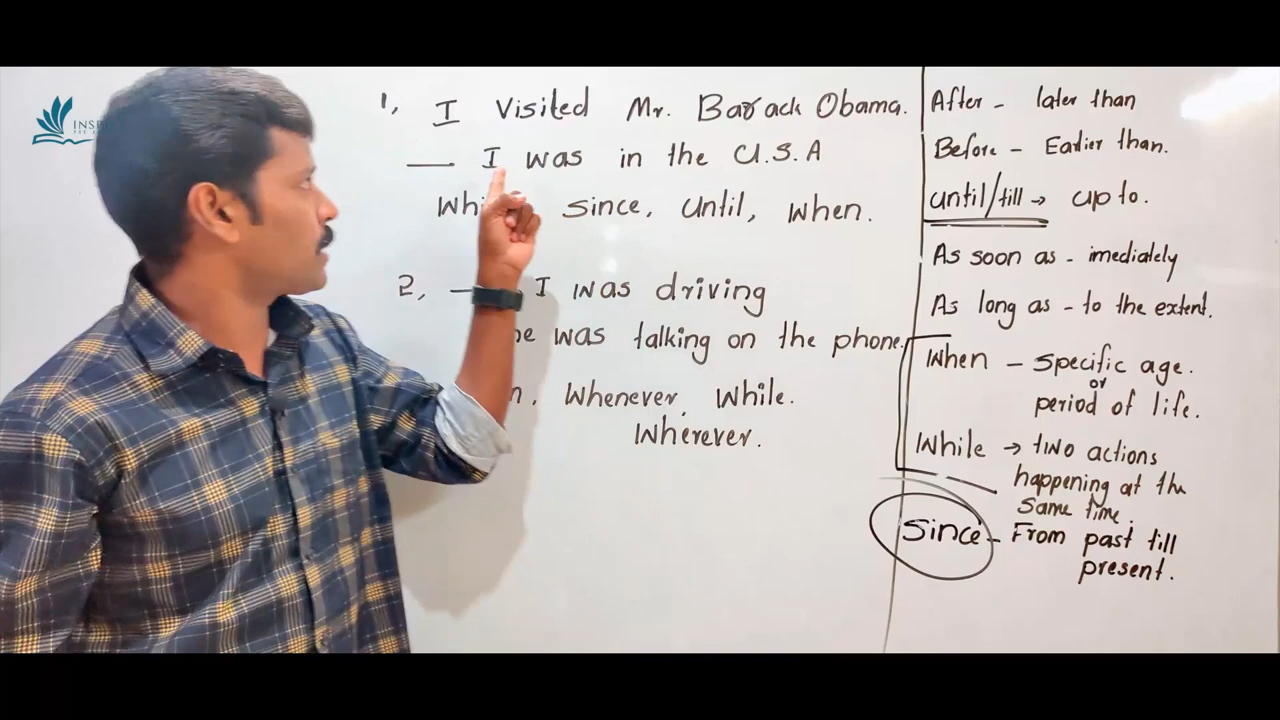 INSP
1, I Visited Mr. Barack Obama.
___ I was in the U.S.A
Since, Until, When.
2, I was driving
was talking on the phone.
Whenever, While.
Wherever.
After - later than
Before - Earlier than.
until/till → up to.
As soon as - imediately
As long as - to the extent.
When - specific age.
or
period of life.
While → two actions
happening at the
same time.
Since - From past till
present.